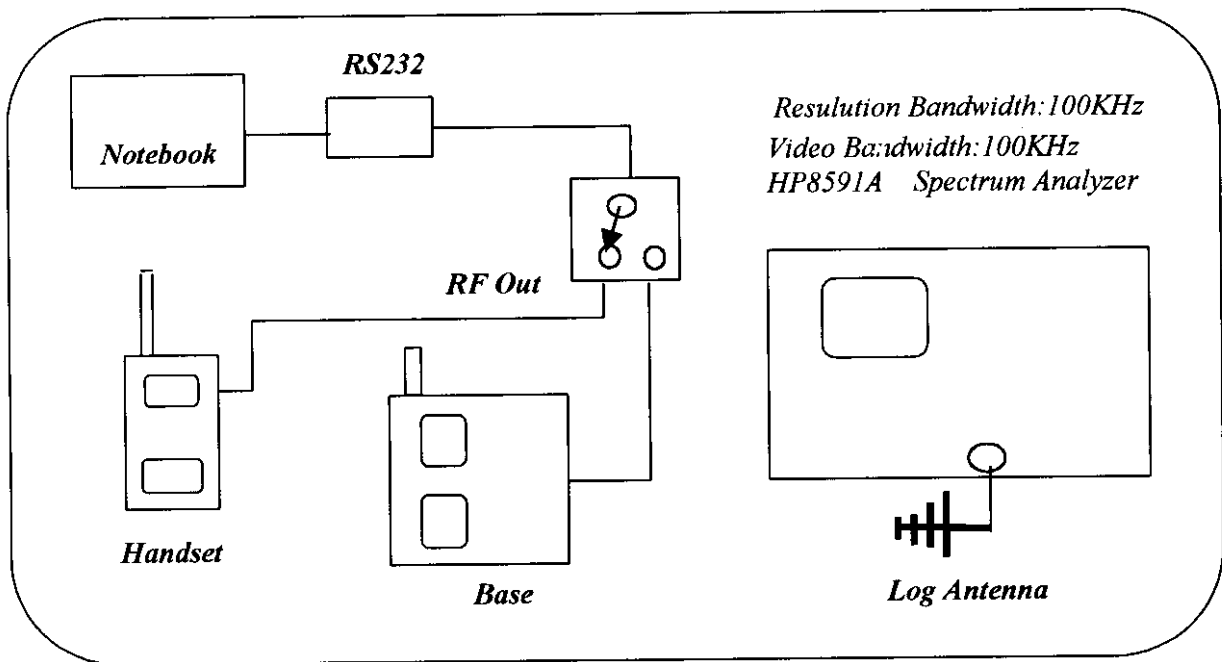 RS232
Notebook
Resulution Bandwidth:100KHz
Video Bandwidth:100KHz
HP8591A Spectrum Analyzer
RF Out
Handset
Base
Log Antenna